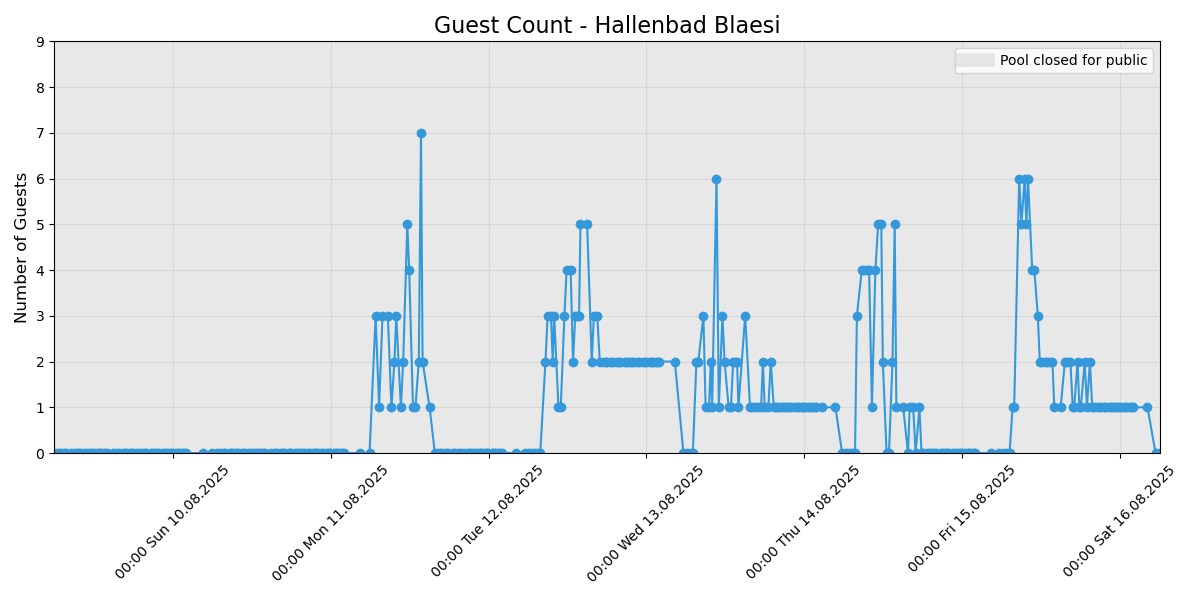 Guest Count - Hallenbad Blaesi
Pool closed for public
Number of Guests
9
8
7
6
5
4
3
2
1
0
00:00 Sun 10.08.2025
00:00 Mon 11.08.2025
00:00 Tue 12.08.2025
00:00 Wed 13.08.2025
00:00 Thu 14.08.2025
00:00 Fri 15.08.2025
00:00 Sat 16.08.2025